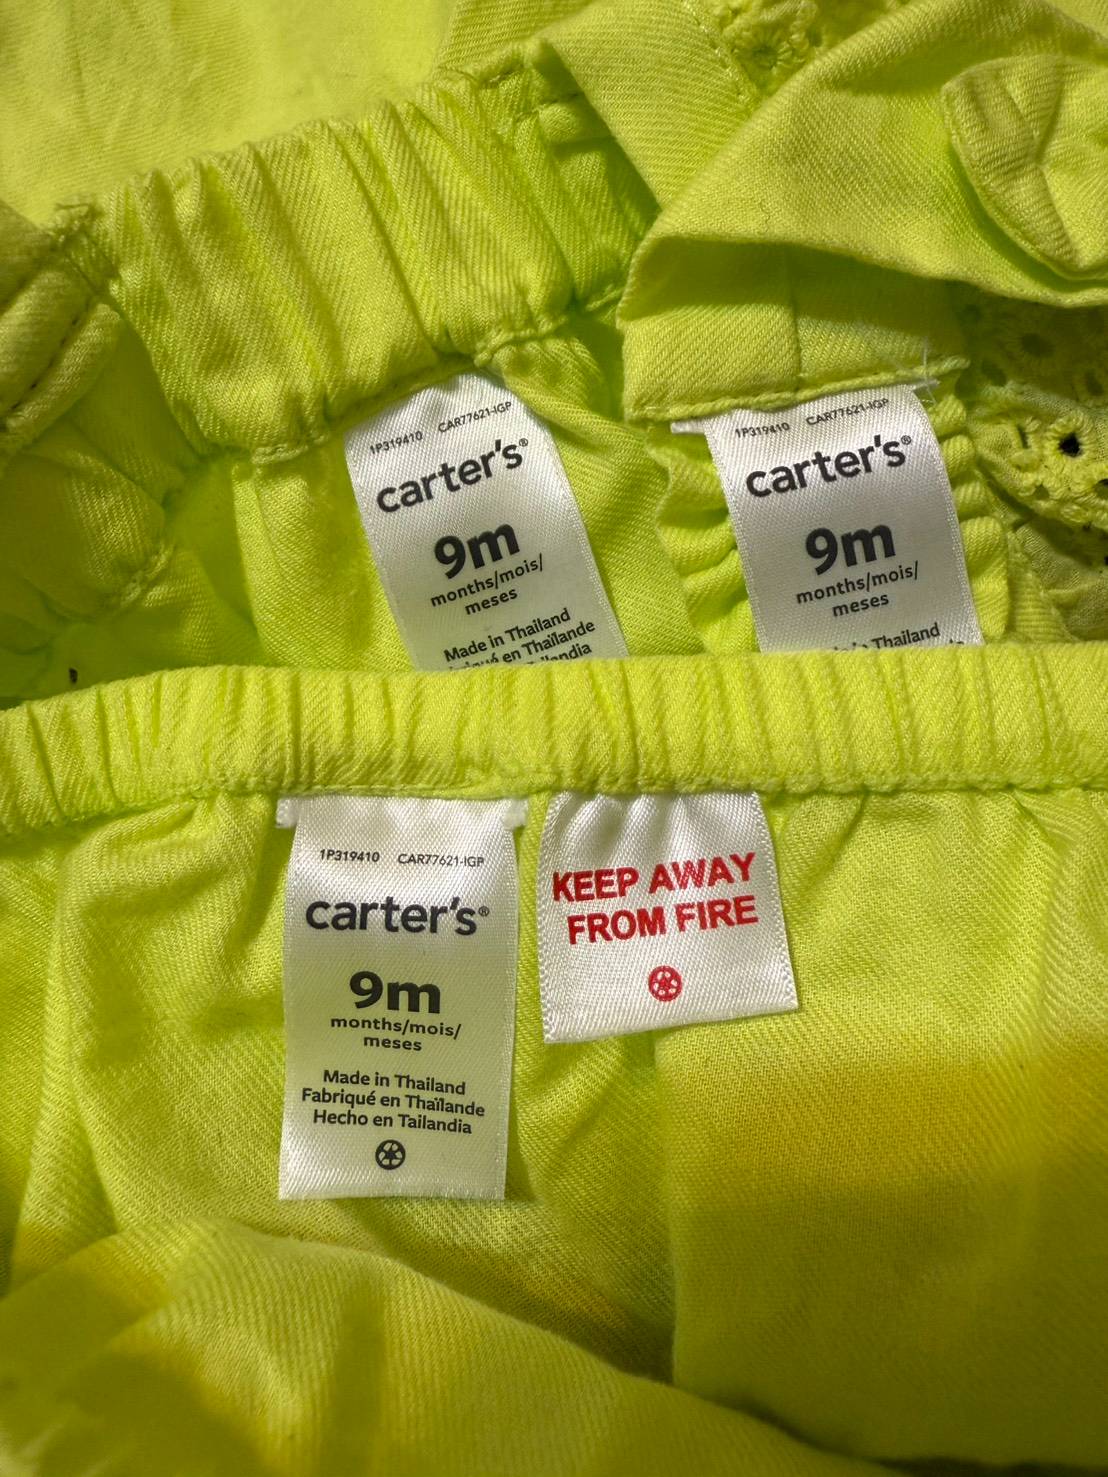 1P319410 CAR77621-IGP
carter's®
9m
months/mois/
meses
Made in Thailand
en Thaïlande
1P319410 CAR77621-IGP
carter's®
9m
months/mois/
meses
Thailand
1P319410 CAR77621-IGP
carter's®
9m
months/mois/
meses
Made in Thailand
Fabriqué en Thaïlande
Hecho en Tailandia
KEEP AWAY
FROM FIRE